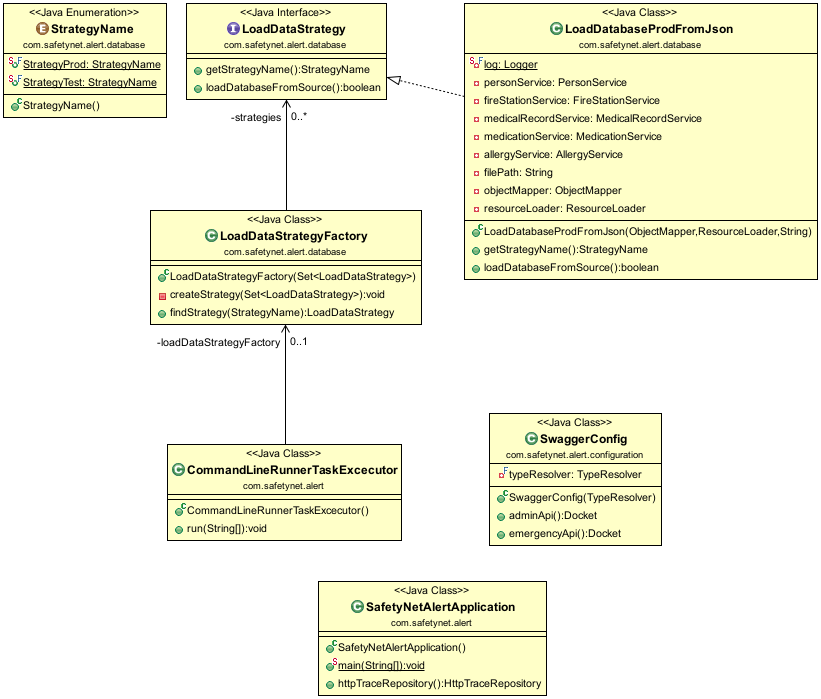 <<Java Enumeration>>
StrategyName
com.safetynet.alert.database
StrategyProd: StrategyName
StrategyTest: StrategyName
StrategyName()
<<Java Interface>>
LoadDataStrategy
com.safetynet.alert.database
getStrategyName():StrategyName
loadDatabaseFromSource():boolean
<<Java Class>>
LoadDatabaseProdFromJson
com.safetynet.alert.database
log: Logger
personService: PersonService
fireStationService: FireStationService
medicalRecordService: MedicalRecordService
medicationService: MedicationService
allergyService: AllergyService
filePath: String
objectMapper: ObjectMapper
resourceLoader: ResourceLoader
LoadDatabaseProdFromJson(ObjectMapper,ResourceLoader,String)
getStrategyName():StrategyName
loadDatabaseFromSource():boolean
-strategies 0..*
<<Java Class>>
LoadDataStrategyFactory
com.safetynet.alert.database
LoadDataStrategyFactory(Set<LoadDataStrategy>)
createStrategy(Set<LoadDataStrategy>):void
findStrategy(StrategyName):LoadDataStrategy
-loadDataStrategyFactory 0..1
<<Java Class>>
CommandLineRunnerTaskExcecutor
com.safetynet.alert
CommandLineRunnerTaskExcecutor()
run(String[]):void
<<Java Class>>
SwaggerConfig
com.safetynet.alert.configuration
typeResolver: TypeResolver
SwaggerConfig(TypeResolver)
adminApi():Docket
emergencyApi():Docket
<<Java Class>>
SafetyNetAlertApplication
com.safetynet.alert
SafetyNetAlertApplication()
main(String[]):void
httpTraceRepository():HttpTraceRepository